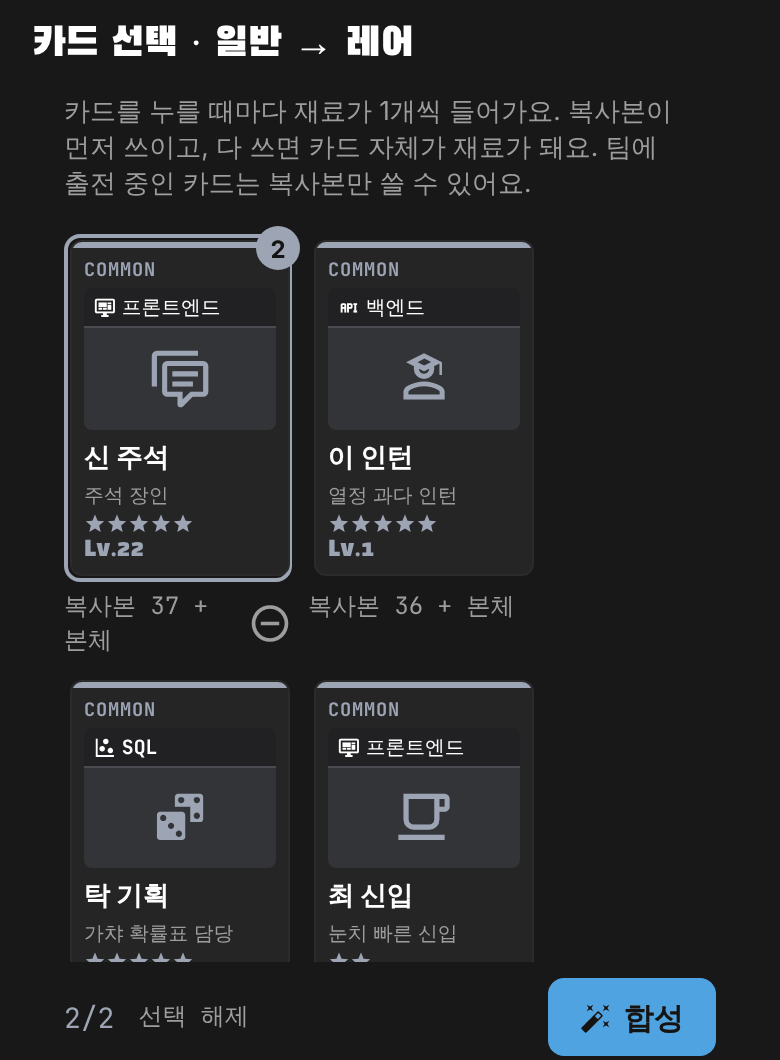 카드 선택 · 일반 → 레어
카드를 누를 때마다 재료가 1개씩 들어가요. 복사본이
먼저 쓰이고, 다 쓰면 카드 자체가 재료가 돼요. 팀에
출전 중인 카드는 복사본만 쓸 수 있어요.
2
COMMON
프론트엔드
신 주석
주석 장인
★★★★★
Lv.22
복사본 37 +
본체
COMMON
API 백엔드
이 인턴
열정 과다 인턴
★★★★★
Lv.1
복사본 36 + 본체
COMMON
SQL
탁 기획
가챠 확률표 담당
★★★★★
COMMON
프론트엔드
최 신입
눈치 빠른 신입
★★
2/2 선택 해제
합성